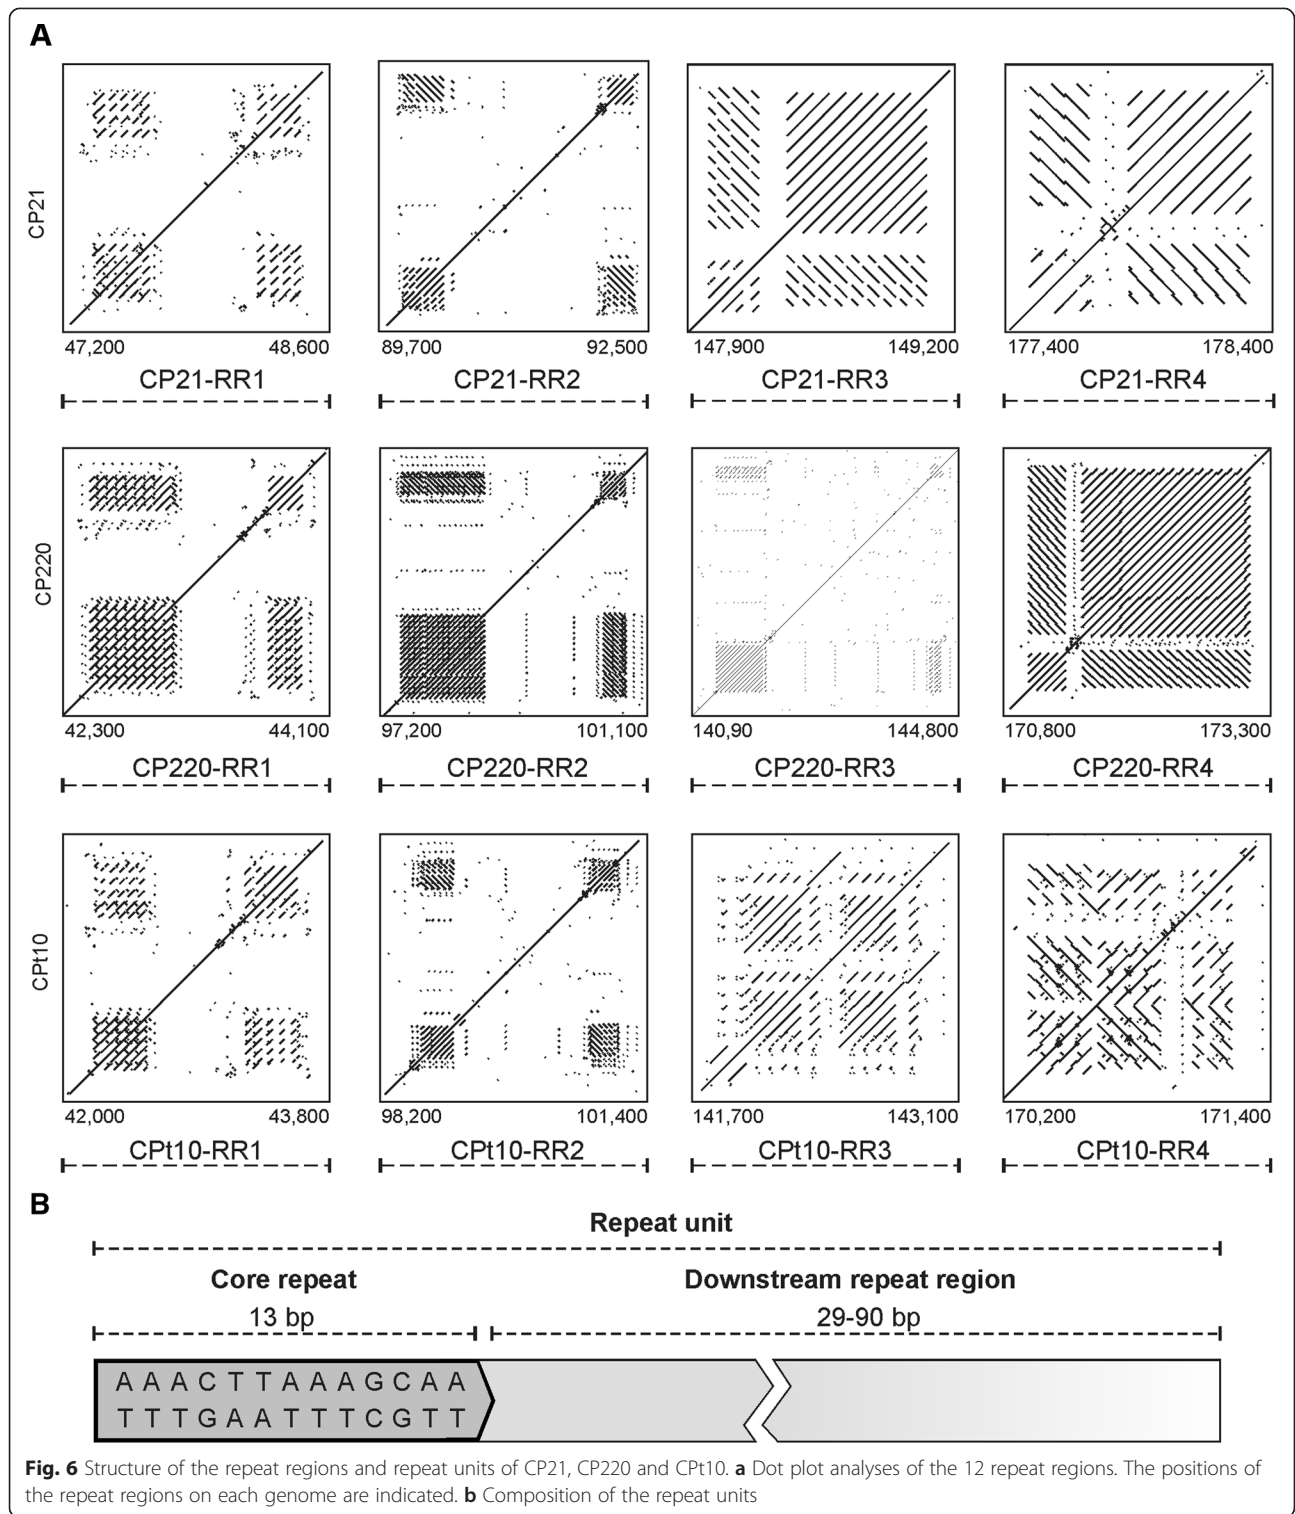 A
CP21
47,200 48,600
89,700 92,500
147,900 149,200
177,400 178,400
CP21-RR1
CP21-RR2
CP21-RR3
CP21-RR4
CP220
42,300 44,100
97,200 101,100
140,90 144,800
170,800 173,300
CP220-RR1
CP220-RR2
CP220-RR3
CP220-RR4
CPt10
42,000 43,800
98,200 101,400
141,700 143,100
170,200 171,400
CPt10-RR1
CPt10-RR2
CPt10-RR3
CPt10-RR4
B
Repeat unit
Core repeat
Downstream repeat region
13 bp
29-90 bp
A A A C T T A A A G C A A
T T T G A A T T T C G T T
Fig. 6 Structure of the repeat regions and repeat units of CP21, CP220 and CPt10. a Dot plot analyses of the 12 repeat regions. The positions of
the repeat regions on each genome are indicated. b Composition of the repeat units